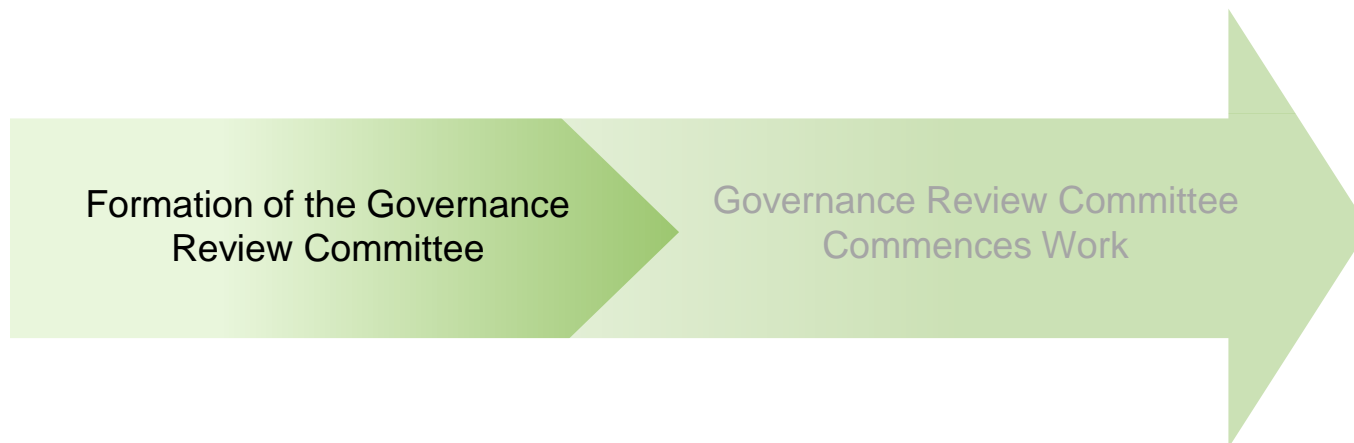 Formation of the Governance
Review Committee
Governance Review Committee
Commences Work